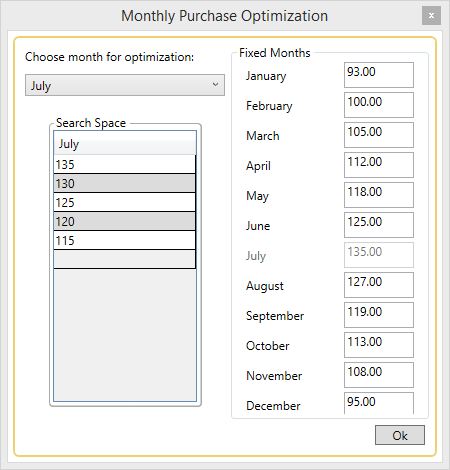 Monthly Purchase Optimization
x
Choose month for optimization:
July
Search Space
July
135
130
125
120
115
Fixed Months
January 93.00
February 100.00
March 105.00
April 112.00
May 118.00
June 125.00
July 135.00
August 127.00
September 119.00
October 113.00
November 108.00
December 95.00
Ok